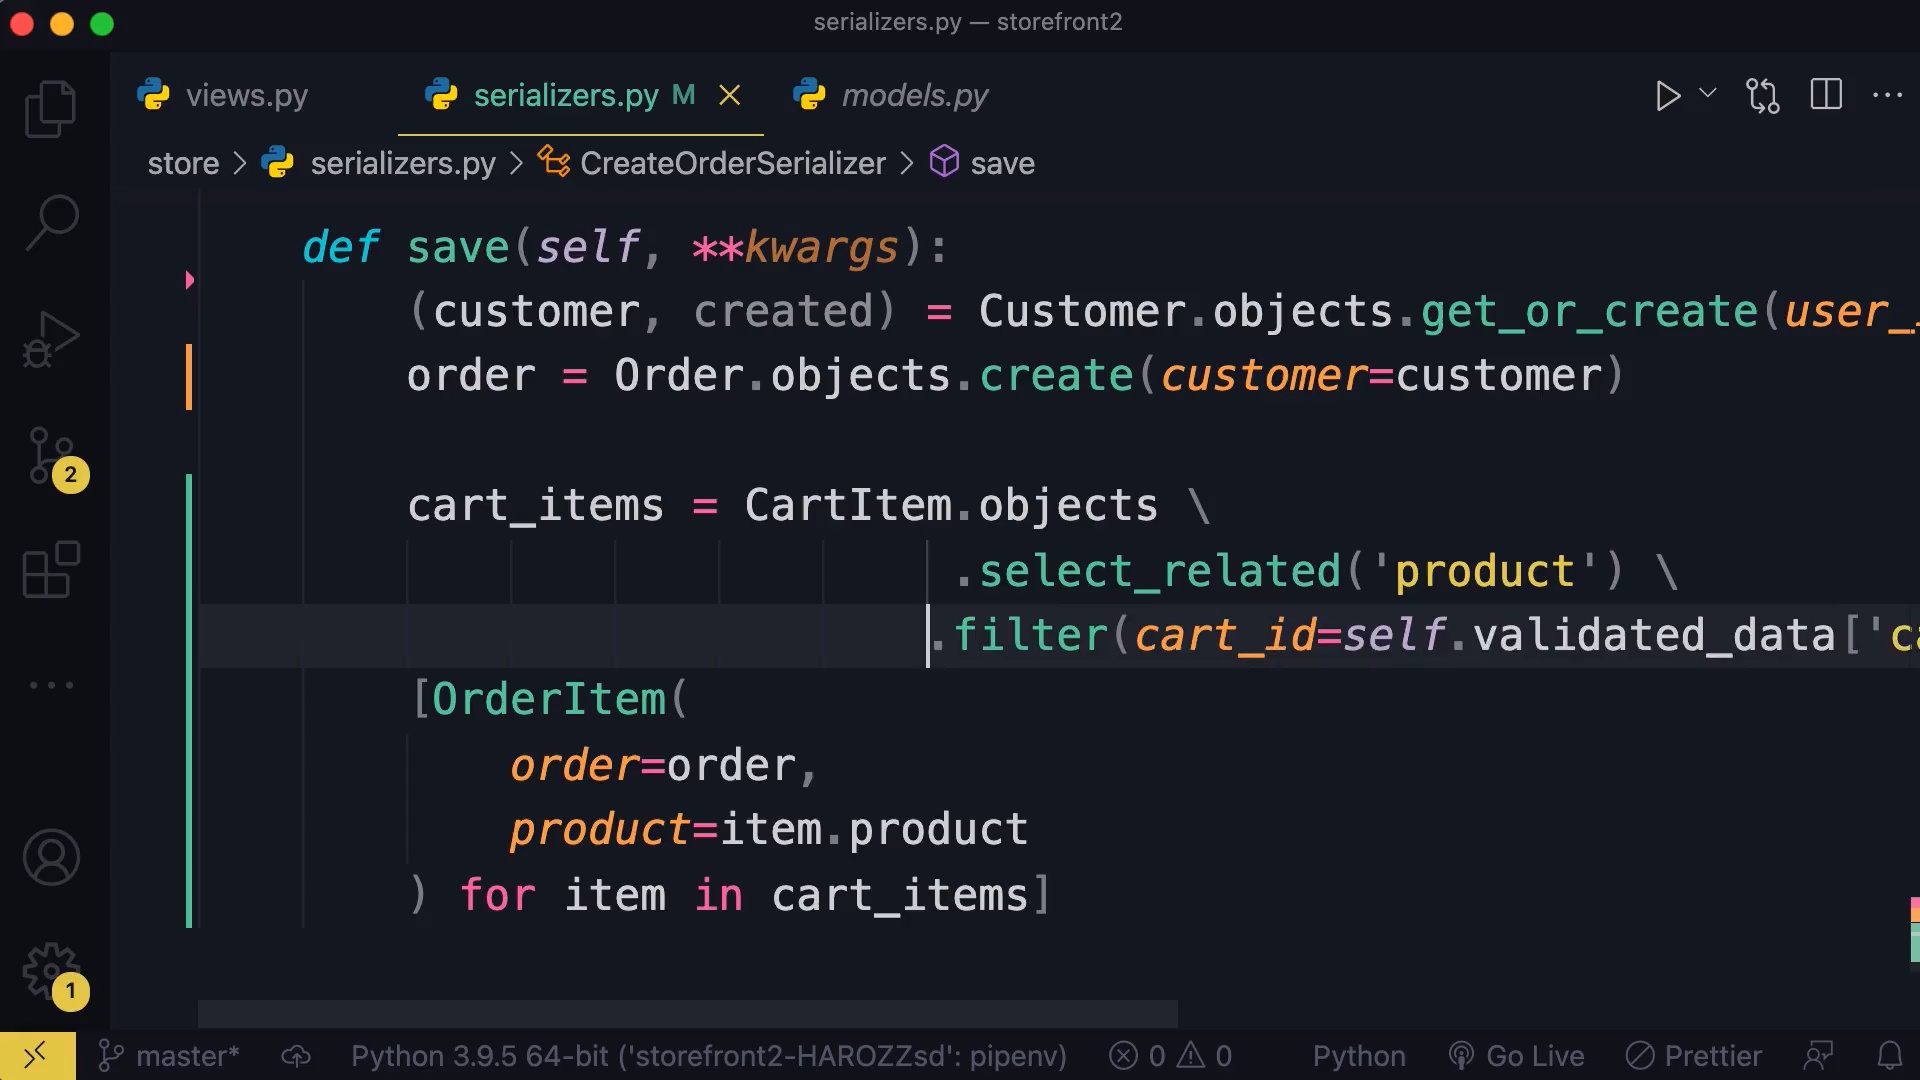 serializers.py — storefront2
views.py
serializers.py M
models.py
store > serializers.py > CreateOrderSerializer > save
def save(self, **kwargs):
(customer, created) = Customer.objects.get_or_create(user_
order = Order.objects.create(customer=customer)
cart_items = CartItem.objects \
.select_related('product') \
.filter(cart_id=self.validated_data['ca
[OrderItem(
order=order,
product=item.product
) for item in cart_items]
2
1
master*
Python 3.9.5 64-bit ('storefront2-HAROZZsd': pipenv)
0
0
Python
Go Live
Prettier